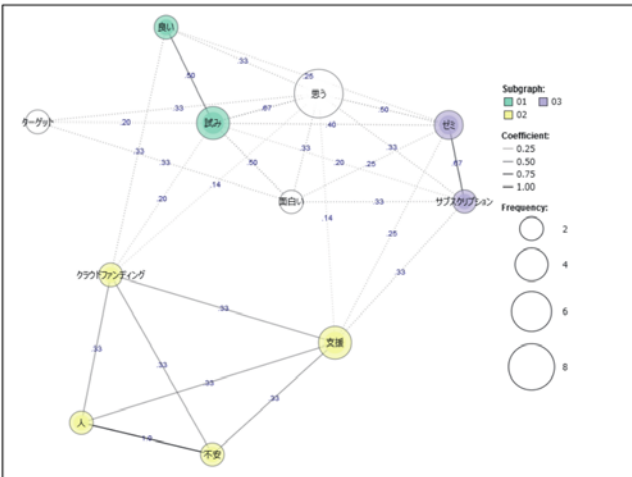 良い
.33
.25
Subgraph:
01 03
02
Coefficient:
0.25
0.50
0.75
1.00
Frequency:
2
4
6
8
.50
思う
ターゲット
.33
.67
.50
.20
試み
.40
ゼミ
.33
.33
.33
.33
.50
.20
.25
.67
.14
.20
面白い
.33
サブスクリプション
.14
.25
クラウドファンディング
.33
.33
支援
.33
.33
.33
.33
人
1.0
不安